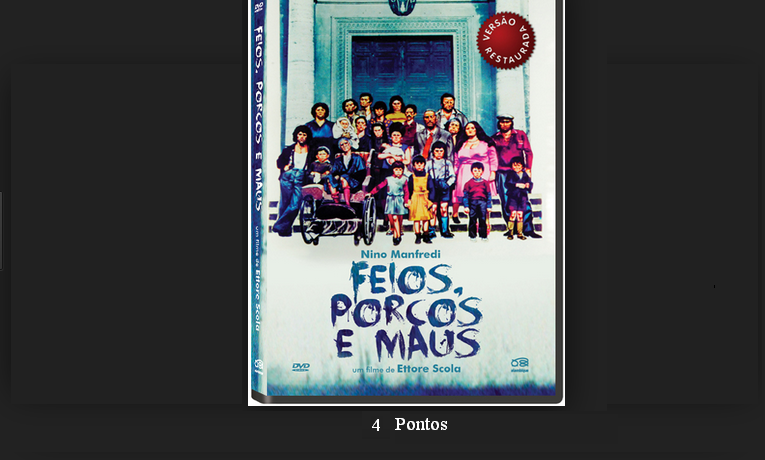 DVD
FEIOS, PORCOS E MAUS
um filme de Ettore Scola
VERSÃO RESTAURADA
Nino Manfredi
FEIOS,
PORCOS
E MAUS
um filme de Ettore Scola
DVD
4 Pontos